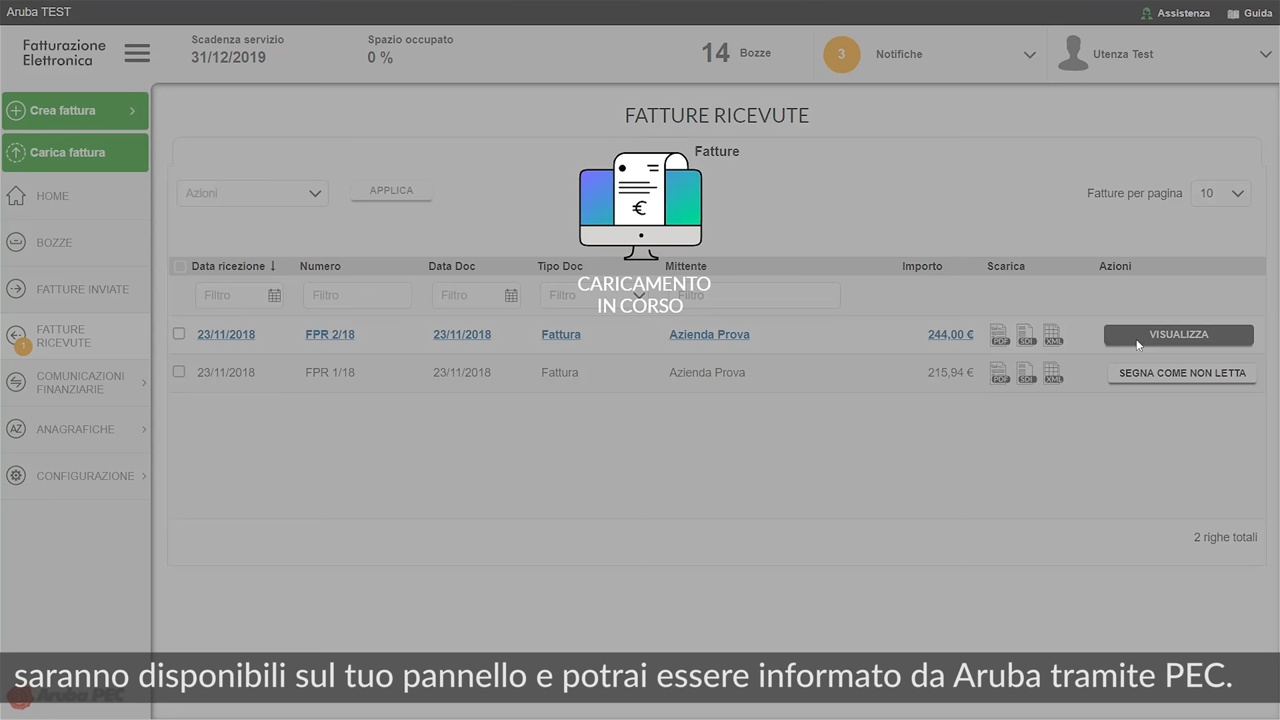 Aruba TEST
Assistenza
Guida
Fatturazione
Elettronica
Scadenza servizio
31/12/2019
Spazio occupato
0 %
14 Bozze
3 Notifiche
Utenza Test
Crea fattura
Carica fattura
HOME
BOZZE
FATTURE INVIATE
FATTURE
RICEVUTE
1
COMUNICAZIONI
FINANZIARIE
AZ ANAGRAFICHE
CONFIGURAZIONE
FATTURE RICEVUTE
Fatture
Azioni
APPLICA
Fatture per pagina 10
€
CARICAMENTO
IN CORSO
Data ricezione Numero Data Doc Tipo Doc Mittente Importo Scarica Azioni
Filtro Filtro Filtro Filtro Filtro
23/11/2018 FPR 2/18 23/11/2018 Fattura Azienda Prova 244,00 € PDF SDI XML VISUALIZZA
23/11/2018 FPR 1/18 23/11/2018 Fattura Azienda Prova 215,94 € PDF SDI XML SEGNA COME NON LETTA
2 righe totali
saranno disponibili sul tuo pannello e potrai essere informato da Aruba tramite PEC.
Aruba PEC